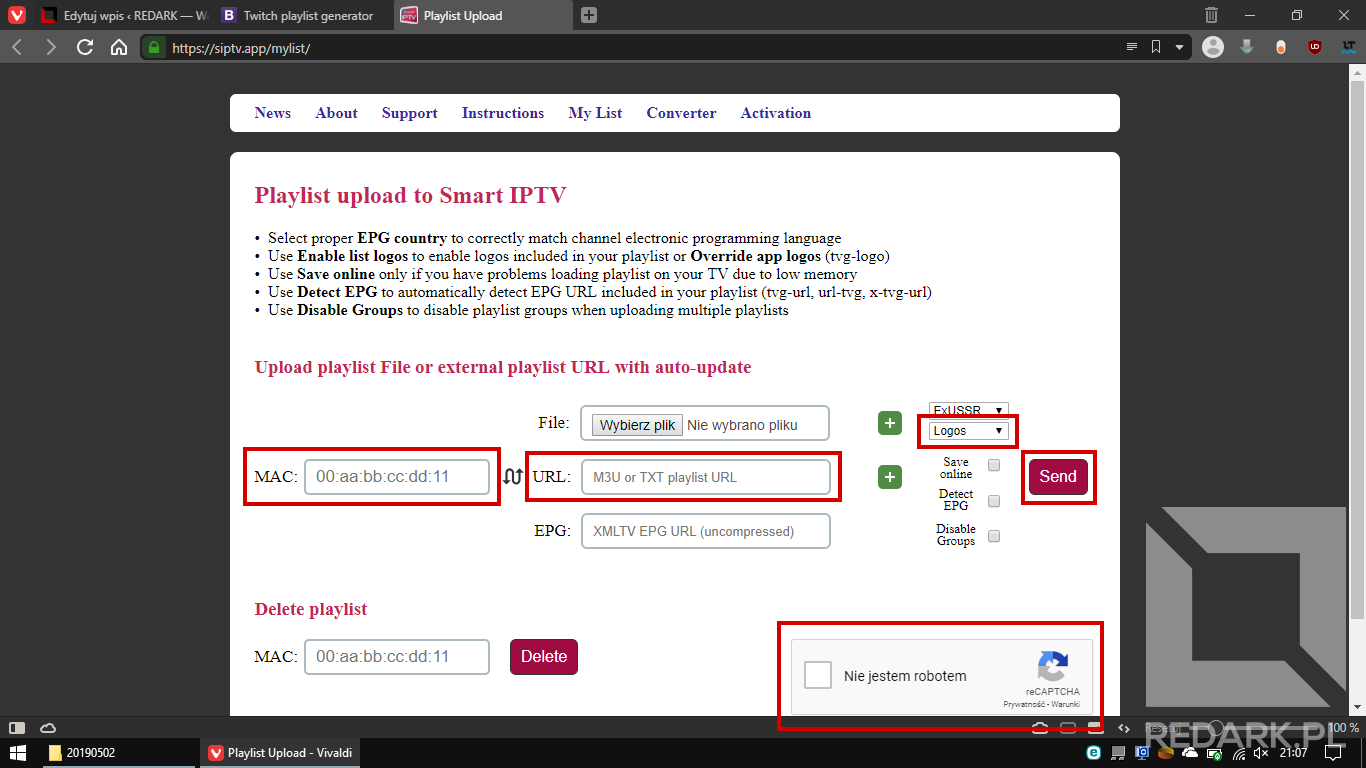 Edytuj wpis ‹ REDARK — W
Twitch playlist generator
Playlist Upload
https://siptv.app/mylist/
News About Support Instructions My List Converter Activation
Playlist upload to Smart IPTV
• Select proper EPG country to correctly match channel electronic programming language
• Use Enable list logos to enable logos included in your playlist or Override app logos (tvg-logo)
• Use Save online only if you have problems loading playlist on your TV due to low memory
• Use Detect EPG to automatically detect EPG URL included in your playlist (tvg-url, url-tvg, x-tvg-url)
• Use Disable Groups to disable playlist groups when uploading multiple playlists
Upload playlist File or external playlist URL with auto-update
File: Wybierz plik Nie wybrano pliku
ExUSSR
Logos
MAC: 00:aa:bb:cc:dd:11
URL: M3U or TXT playlist URL
Save
online
Send
Detect
EPG
EPG: XMLTV EPG URL (uncompressed)
Disable
Groups
Delete playlist
MAC: 00:aa:bb:cc:dd:11 Delete
Nie jestem robotem
reCAPTCHA
Prywatność - Warunki
Resetuj
100 %
REDARK.PL
20190502
Playlist Upload - Vivaldi
21:07